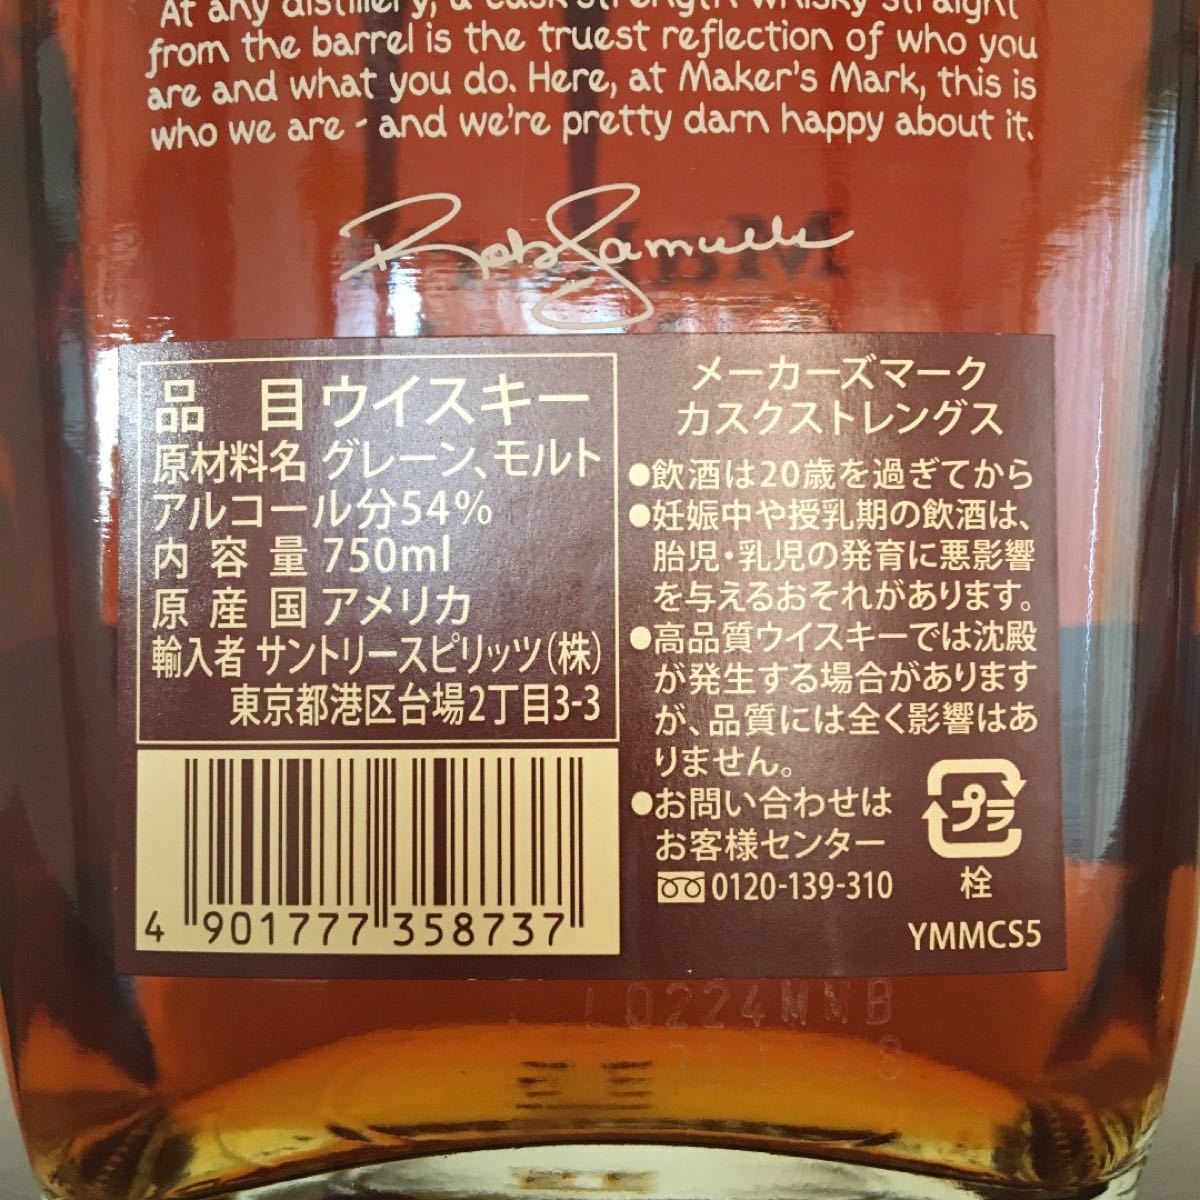 At any distillery, a cask strength whisky straight
from the barrel is the truest reflection of who you
are and what you do. Here, at Maker's Mark, this is
who we are - and we're pretty darn happy about it.
Rob Samuels
品目 ウイスキー
原材料名 グレーン、モルト
アルコール分54%
内容量 750ml
原産国 アメリカ
輸入者 サントリースピリッツ(株)
東京都港区台場2丁目3-3
4 901777 358737
メーカーズマーク
カスクストレングス
●飲酒は20歳を過ぎてから
●妊娠中や授乳期の飲酒は、
胎児・乳児の発育に悪影響
を与えるおそれがあります。
●高品質ウイスキーでは沈殿
が発生する場合があります
が、品質には全く影響はあ
りません。
●お問い合わせは
お客様センター
0120-139-310
プラ
栓
YMMCS5
L0224MMB